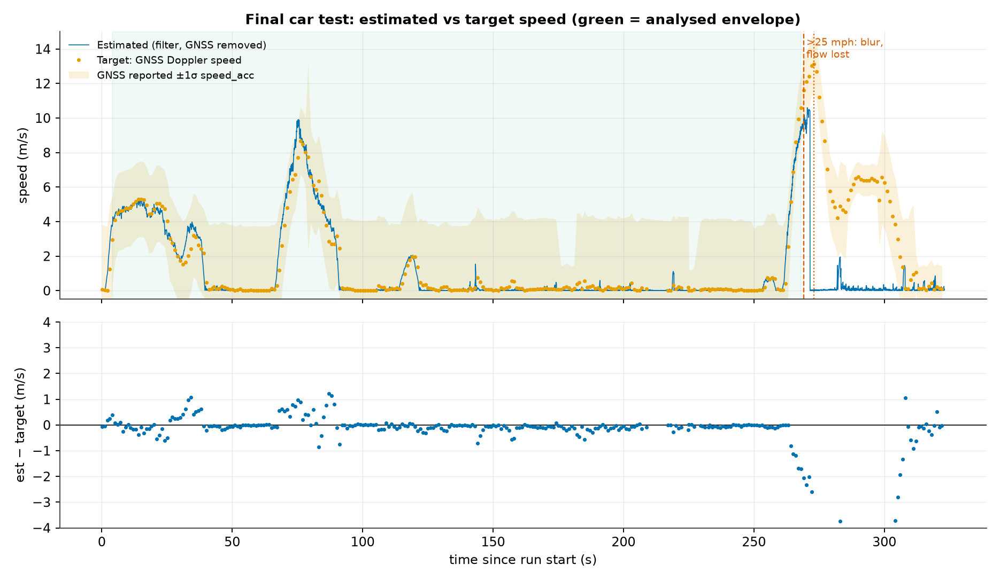 Final car test: estimated vs target speed (green = analysed envelope)
Estimated (filter, GNSS removed)
Target: GNSS Doppler speed
GNSS reported ±1σ speed_acc
>25 mph: blur,
flow lost
speed (m/s)
14
12
10
8
6
4
2
0
est − target (m/s)
4
3
2
1
0
−1
−2
−3
−4
0 50 100 150 200 250 300
time since run start (s)